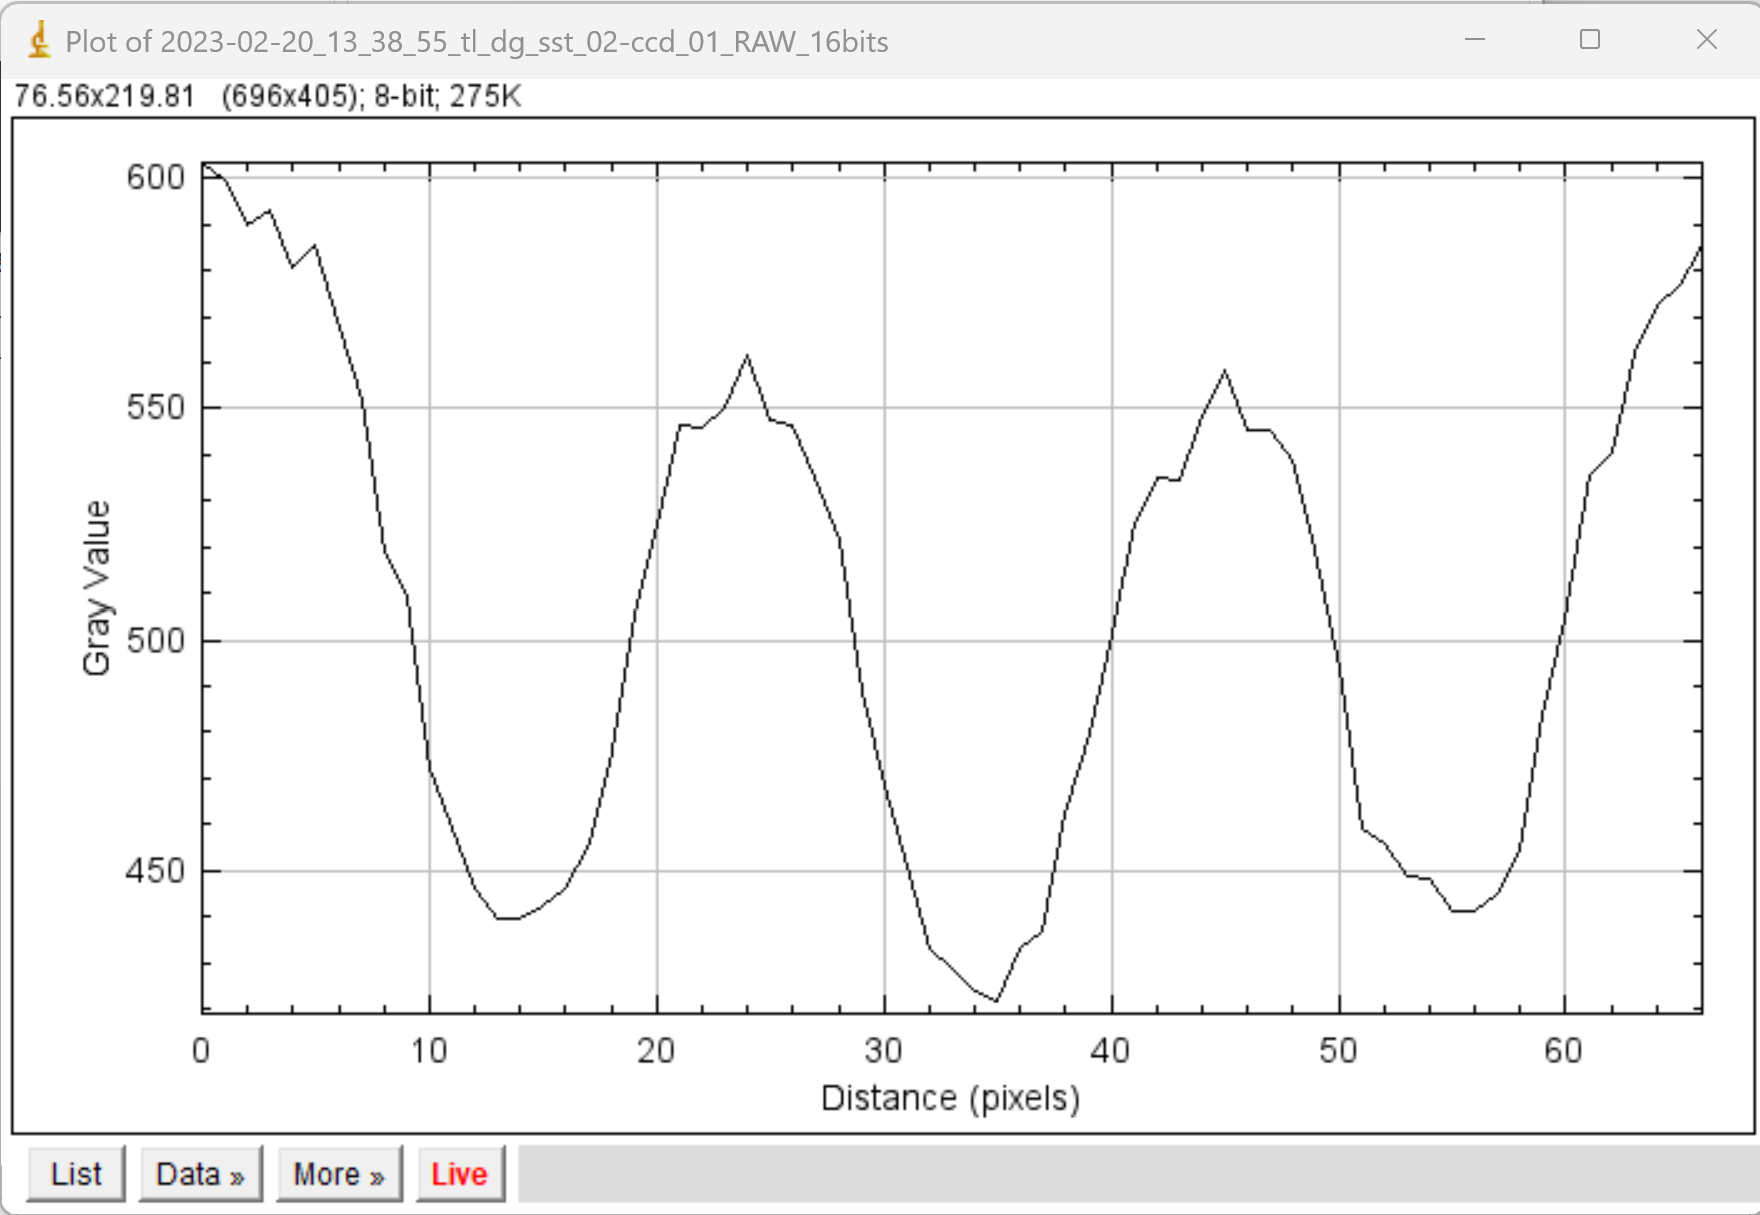 Plot of 2023-02-20_13_38_55_tl_dg_sst_02-ccd_01_RAW_16bits
76.56x219.81 (696x405); 8-bit; 275K
600
550
500
450
Gray Value
0 10 20 30 40 50 60
Distance (pixels)
List Data » More » Live